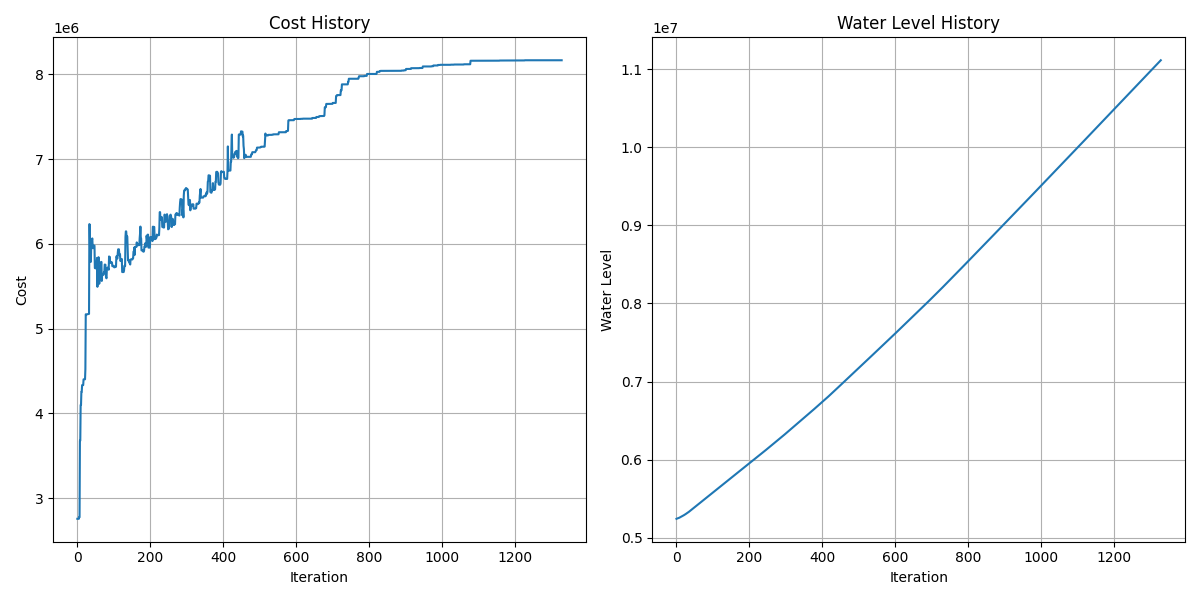 Cost History
1e6
8
7
6
5
4
3
Cost
0 200 400 600 800 1000 1200
Iteration
Water Level History
1e7
1.1
1.0
0.9
0.8
0.7
0.6
0.5
Water Level
0 200 400 600 800 1000 1200
Iteration